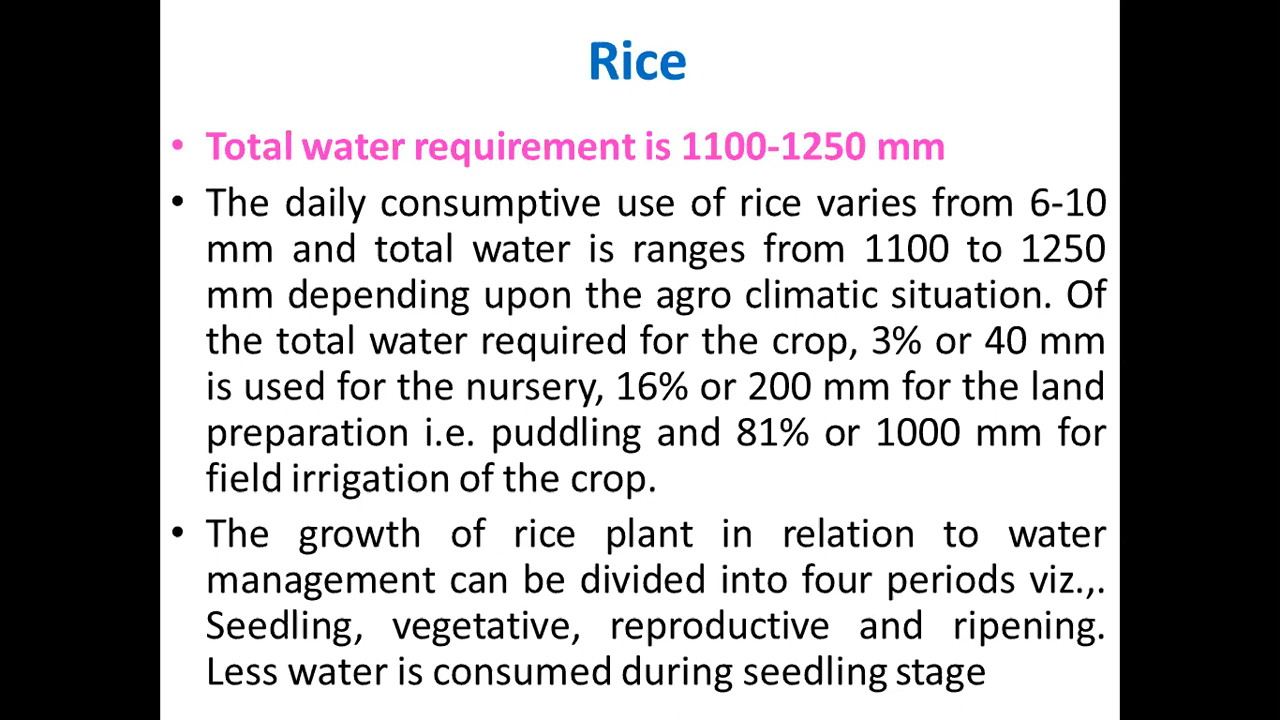 Rice
• Total water requirement is 1100-1250 mm
• The daily consumptive use of rice varies from 6-10
mm and total water is ranges from 1100 to 1250
mm depending upon the agro climatic situation. Of
the total water required for the crop, 3% or 40 mm
is used for the nursery, 16% or 200 mm for the land
preparation i.e. puddling and 81% or 1000 mm for
field irrigation of the crop.
• The growth of rice plant in relation to water
management can be divided into four periods viz.,.
Seedling, vegetative, reproductive and ripening.
Less water is consumed during seedling stage